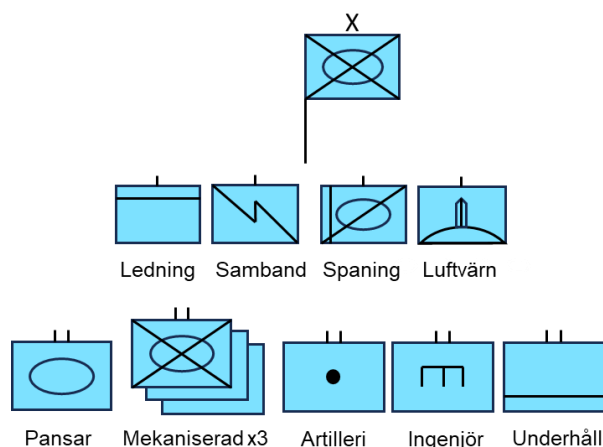 X
Ledning Samband Spaning Luftvärn
Pansar Mekaniserad x3 Artilleri Ingenjör Underhåll